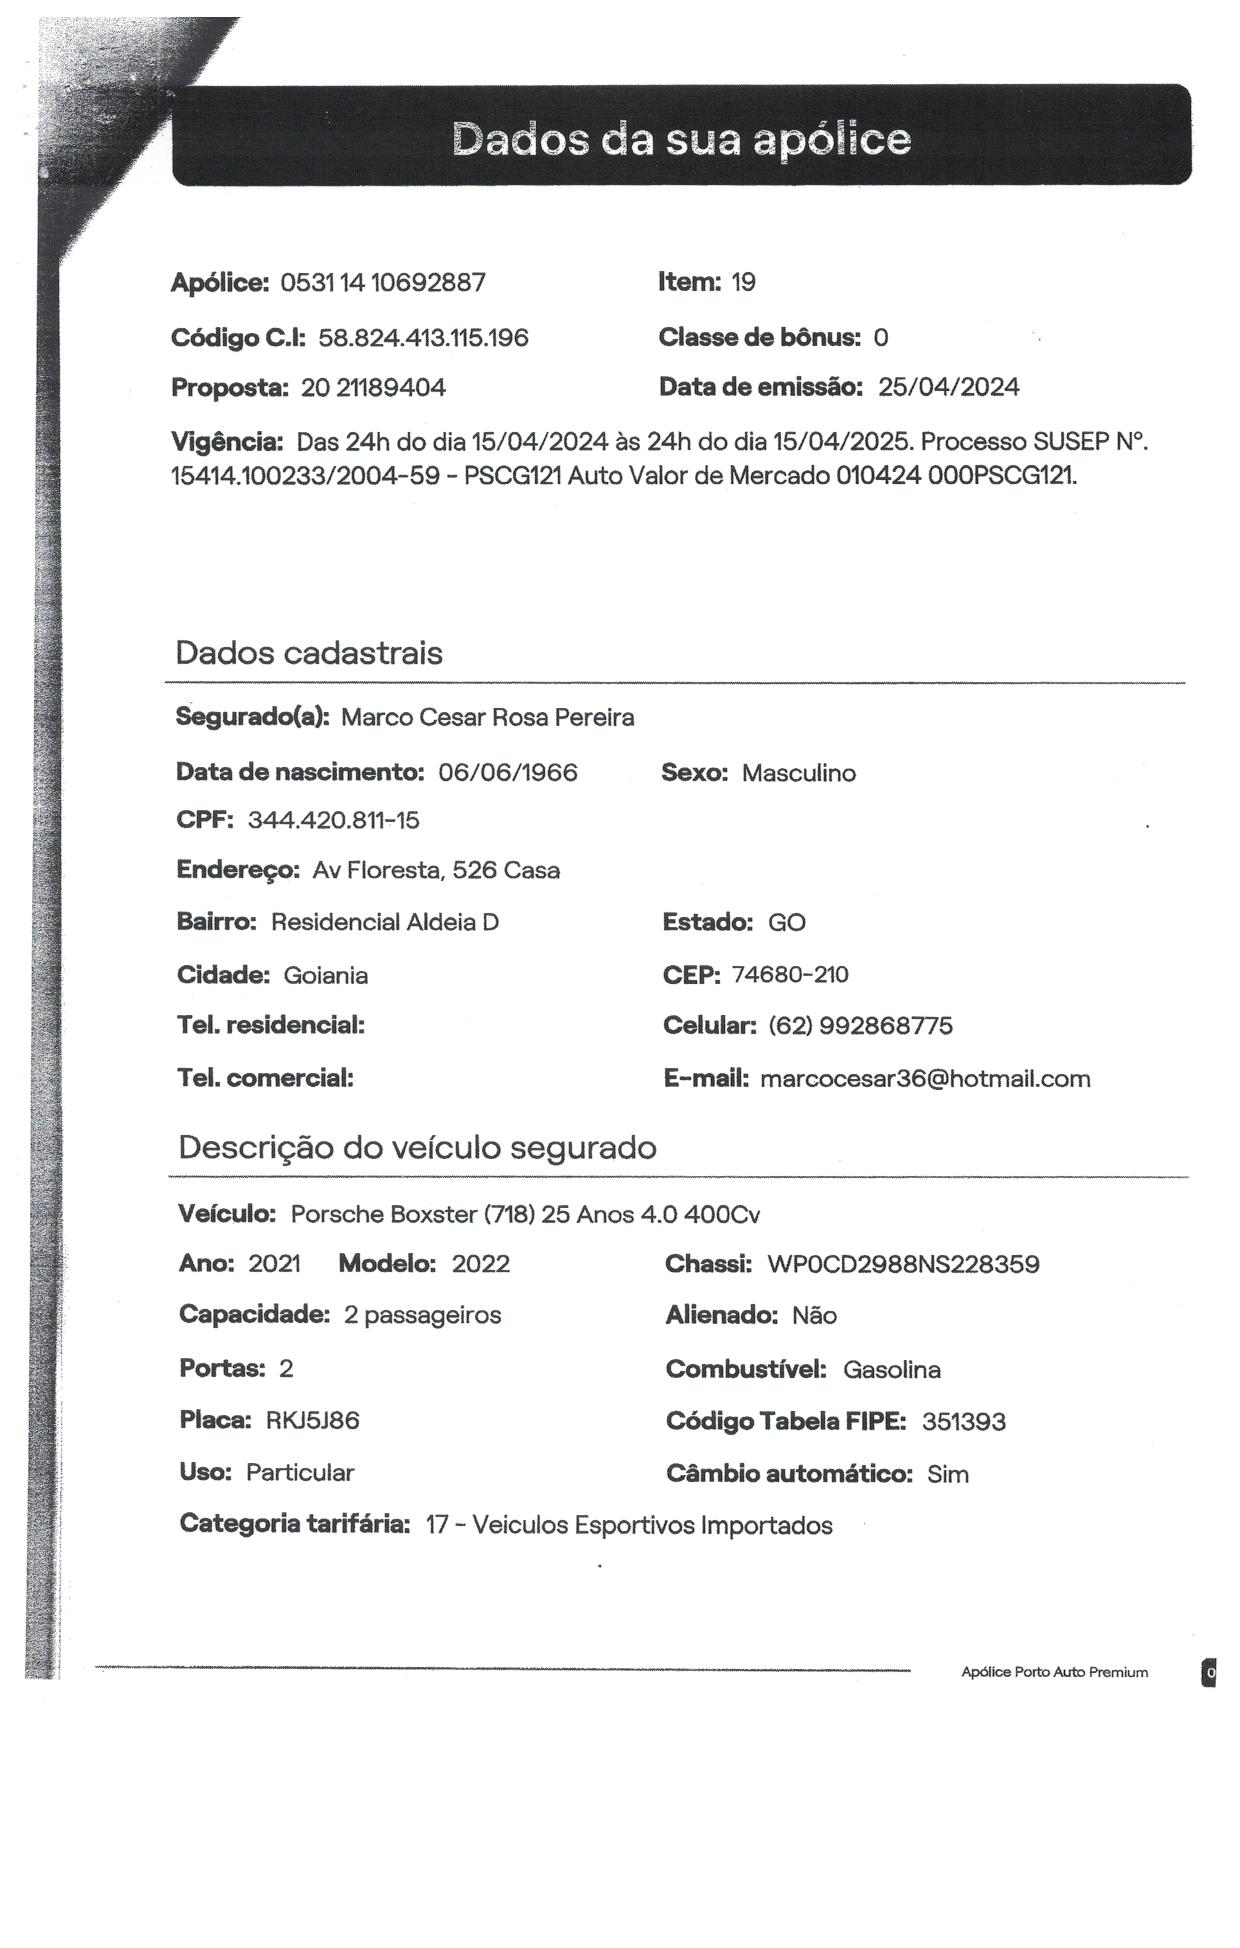 Dados da sua apólice
Apólice: 0531 14 10692887 Item: 19
Código C.I: 58.824.413.115.196 Classe de bônus: 0
Proposta: 20 21189404 Data de emissão: 25/04/2024
Vigência: Das 24h do dia 15/04/2024 às 24h do dia 15/04/2025. Processo SUSEP Nº.
15414.100233/2004-59 - PSCG121 Auto Valor de Mercado 010424 000PSCG121.
Dados cadastrais
Segurado(a): Marco Cesar Rosa Pereira
Data de nascimento: 06/06/1966 Sexo: Masculino
CPF: 344.420.811-15
Endereço: Av Floresta, 526 Casa
Bairro: Residencial Aldeia D Estado: GO
Cidade: Goiania CEP: 74680-210
Tel. residencial: Celular: (62) 992868775
Tel. comercial: E-mail: marcocesar36@hotmail.com
Descrição do veículo segurado
Veículo: Porsche Boxster (718) 25 Anos 4.0 400Cv
Ano: 2021 Modelo: 2022 Chassi: WP0CD2988NS228359
Capacidade: 2 passageiros Alienado: Não
Portas: 2 Combustível: Gasolina
Placa: RKJ5J86 Código Tabela FIPE: 351393
Uso: Particular Câmbio automático: Sim
Categoria tarifária: 17 - Veiculos Esportivos Importados
Apólice Porto Auto Premium 0